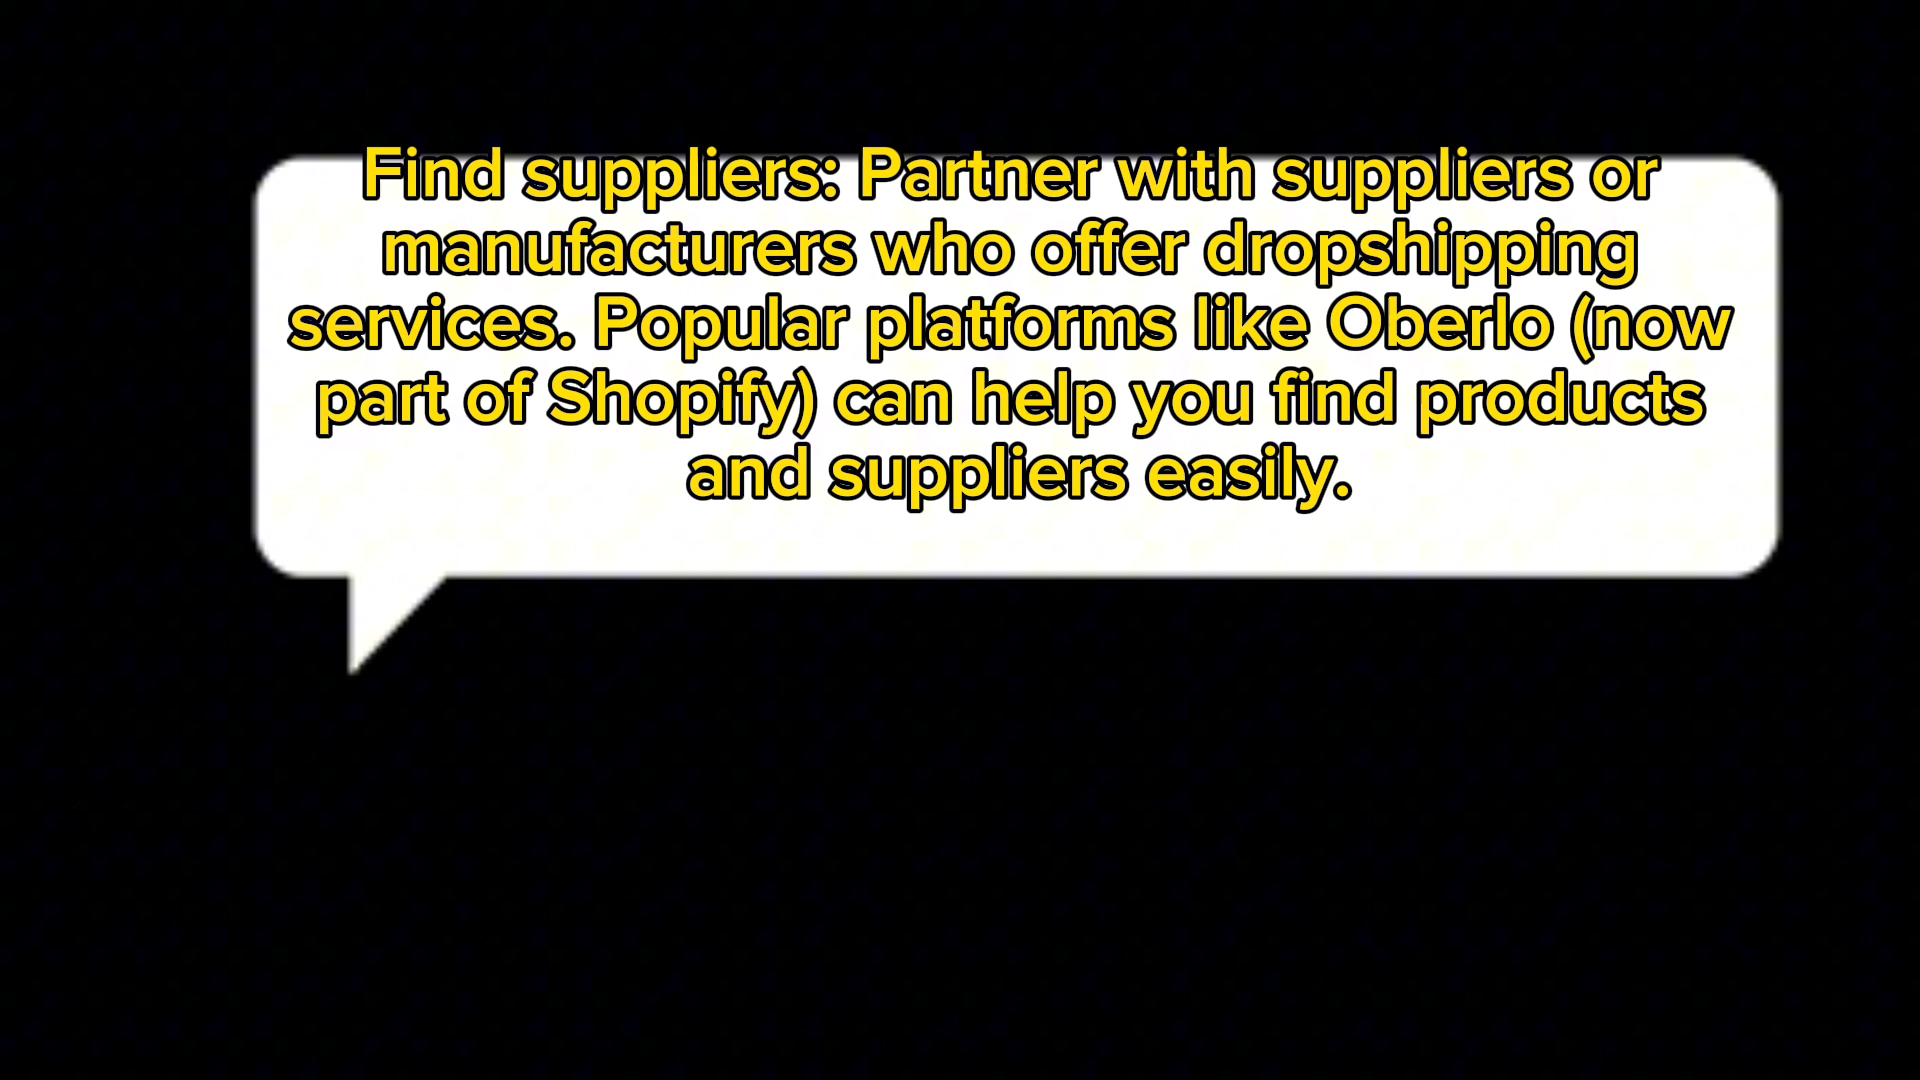 Find suppliers: Partner with suppliers or
manufacturers who offer dropshipping
services. Popular platforms like Oberlo (now
part of Shopify) can help you find products
and suppliers easily.